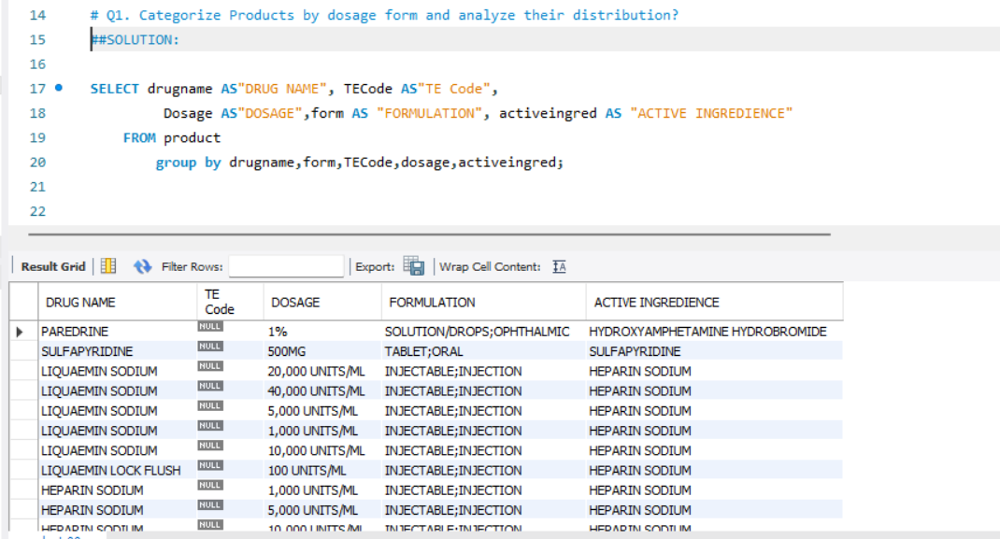 14 # Q1. Categorize Products by dosage form and analyze their distribution?
15 ##SOLUTION:
16
17 SELECT drugname AS"DRUG NAME", TECode AS"TE Code",
18 Dosage AS"DOSAGE",form AS "FORMULATION", activeingred AS "ACTIVE INGREDIENCE"
19 FROM product
20 group by drugname,form,TECode,dosage,activeingred;
21
22
Result Grid Filter Rows: Export: Wrap Cell Content: IA
DRUG NAME TE Code DOSAGE FORMULATION ACTIVE INGREDIENCE
PAREDRINE NULL 1% SOLUTION/DROPS;OPHTHALMIC HYDROXYAMPHETAMINE HYDROBROMIDE
SULFAPYRIDINE NULL 500MG TABLET;ORAL SULFAPYRIDINE
LIQUAEMIN SODIUM NULL 20,000 UNITS/ML INJECTABLE;INJECTION HEPARIN SODIUM
LIQUAEMIN SODIUM NULL 40,000 UNITS/ML INJECTABLE;INJECTION HEPARIN SODIUM
LIQUAEMIN SODIUM NULL 5,000 UNITS/ML INJECTABLE;INJECTION HEPARIN SODIUM
LIQUAEMIN SODIUM NULL 1,000 UNITS/ML INJECTABLE;INJECTION HEPARIN SODIUM
LIQUAEMIN SODIUM NULL 10,000 UNITS/ML INJECTABLE;INJECTION HEPARIN SODIUM
LIQUAEMIN LOCK FLUSH NULL 100 UNITS/ML INJECTABLE;INJECTION HEPARIN SODIUM
HEPARIN SODIUM NULL 1,000 UNITS/ML INJECTABLE;INJECTION HEPARIN SODIUM
HEPARIN SODIUM NULL 5,000 UNITS/ML INJECTABLE;INJECTION HEPARIN SODIUM
HEPARIN SODIUM NULL 10,000 UNITS/ML INJECTABLE;INJECTION HEPARIN SODIUM